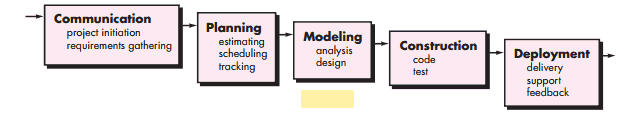 Communication
project initiation
requirements gathering
Planning
estimating
scheduling
tracking
Modeling
analysis
design
Construction
code
test
Deployment
delivery
support
feedback